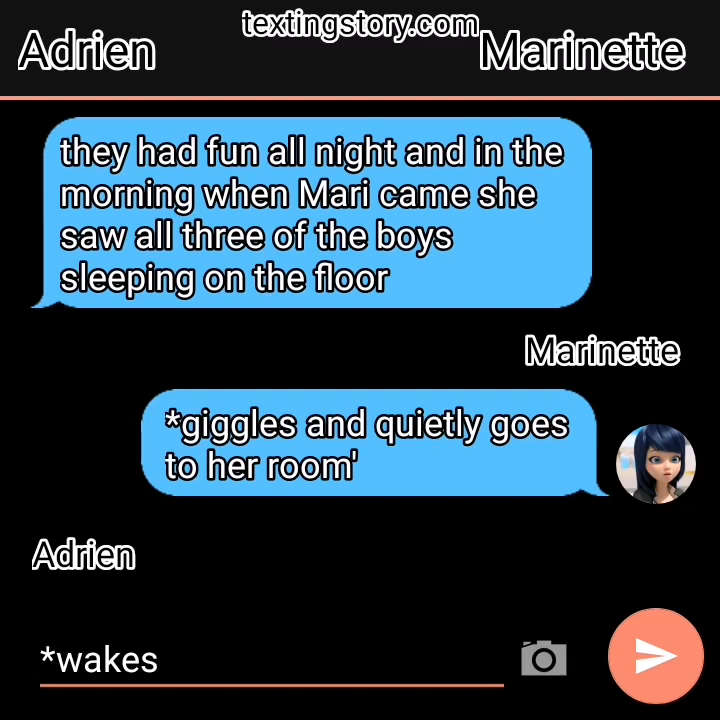 textingstory.com
Adrien
Marinette
they had fun all night and in the
morning when Mari came she
saw all three of the boys
sleeping on the floor
Marinette
*giggles and quietly goes
to her room'
Adrien
*wakes